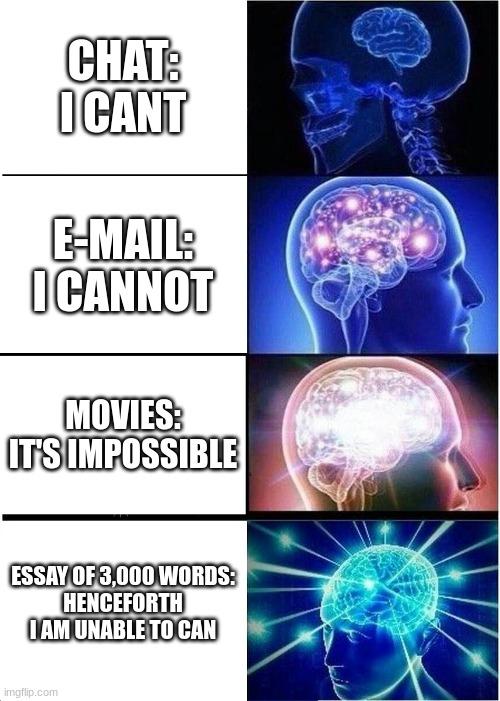 CHAT:
I CANT
E-MAIL:
I CANNOT
MOVIES:
IT'S IMPOSSIBLE
ESSAY OF 3,000 WORDS:
HENCEFORTH
I AM UNABLE TO CAN
imgflip.com